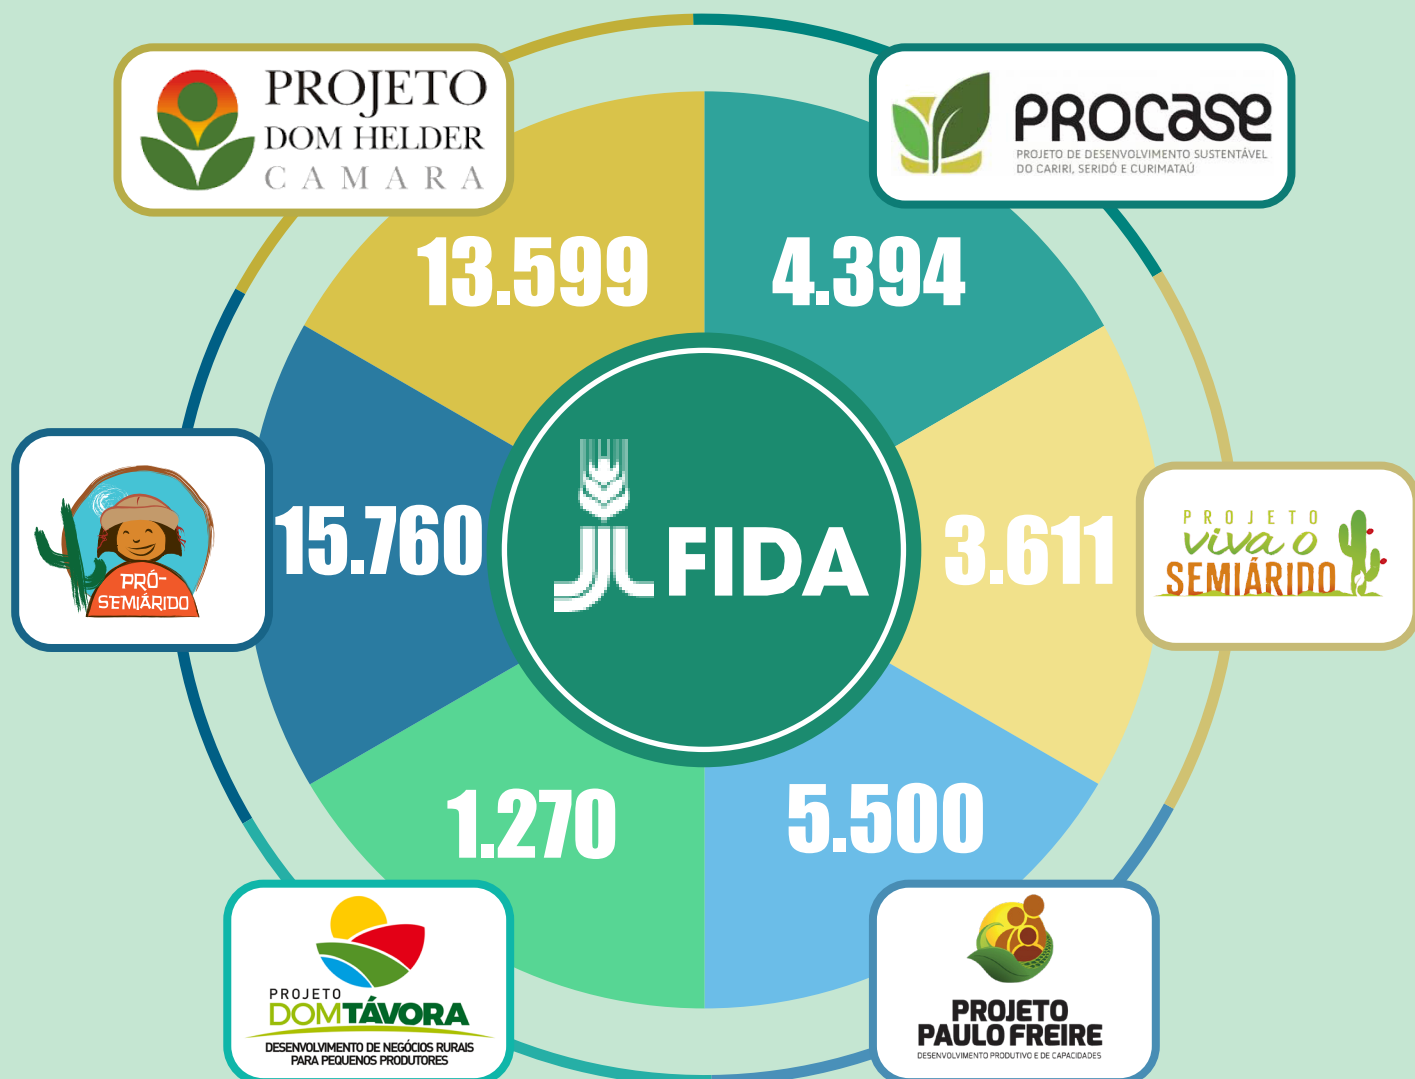 PROJETO
DOM HELDER
CAMARA
PROCASE
PROJETO DE DESENVOLVIMENTO SUSTENTÁVEL
DO CARIRI, SERIDÓ E CURIMATAÚ
13.599
4.394
PRÓ-
SEMIÁRIDO
15.760
FIDA
3.611
PROJETO
viva o
SEMIÁRIDO
1.270
5.500
PROJETO
DOM TÁVORA
DESENVOLVIMENTO DE NEGÓCIOS RURAIS
PARA PEQUENOS PRODUTORES
PROJETO
PAULO FREIRE
DESENVOLVIMENTO PRODUTIVO E DE CAPACIDADES